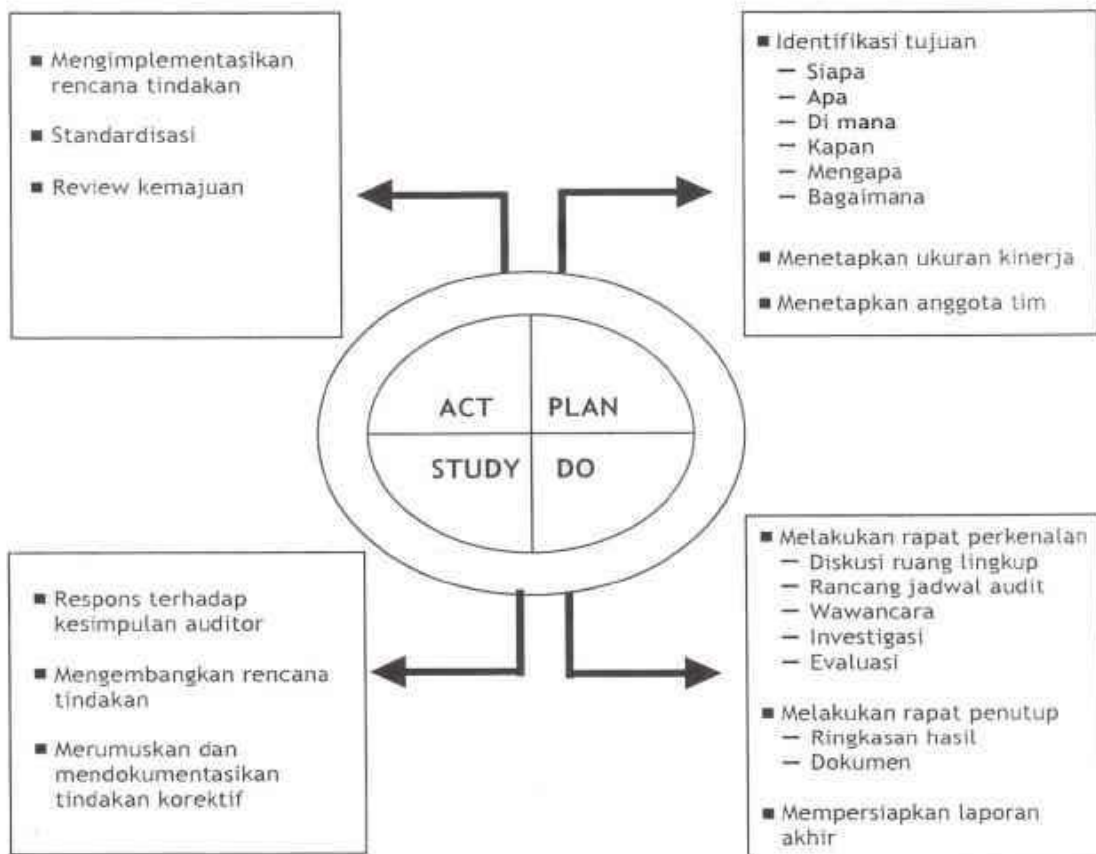 ■ Mengimplementasikan
rencana tindakan
■ Standardisasi
■ Review kemajuan
■ Identifikasi tujuan
— Siapa
— Apa
— Di mana
— Kapan
— Mengapa
— Bagaimana
■ Menetapkan ukuran kinerja
■ Menetapkan anggota tim
ACT PLAN
STUDY DO
■ Respons terhadap
kesimpulan auditor
■ Mengembangkan rencana
tindakan
■ Merumuskan dan
mendokumentasikan
tindakan korektif
■ Melakukan rapat perkenalan
— Diskusi ruang lingkup
— Rancang jadwal audit
— Wawancara
— Investigasi
— Evaluasi
■ Melakukan rapat penutup
— Ringkasan hasil
— Dokumen
■ Mempersiapkan laporan
akhir